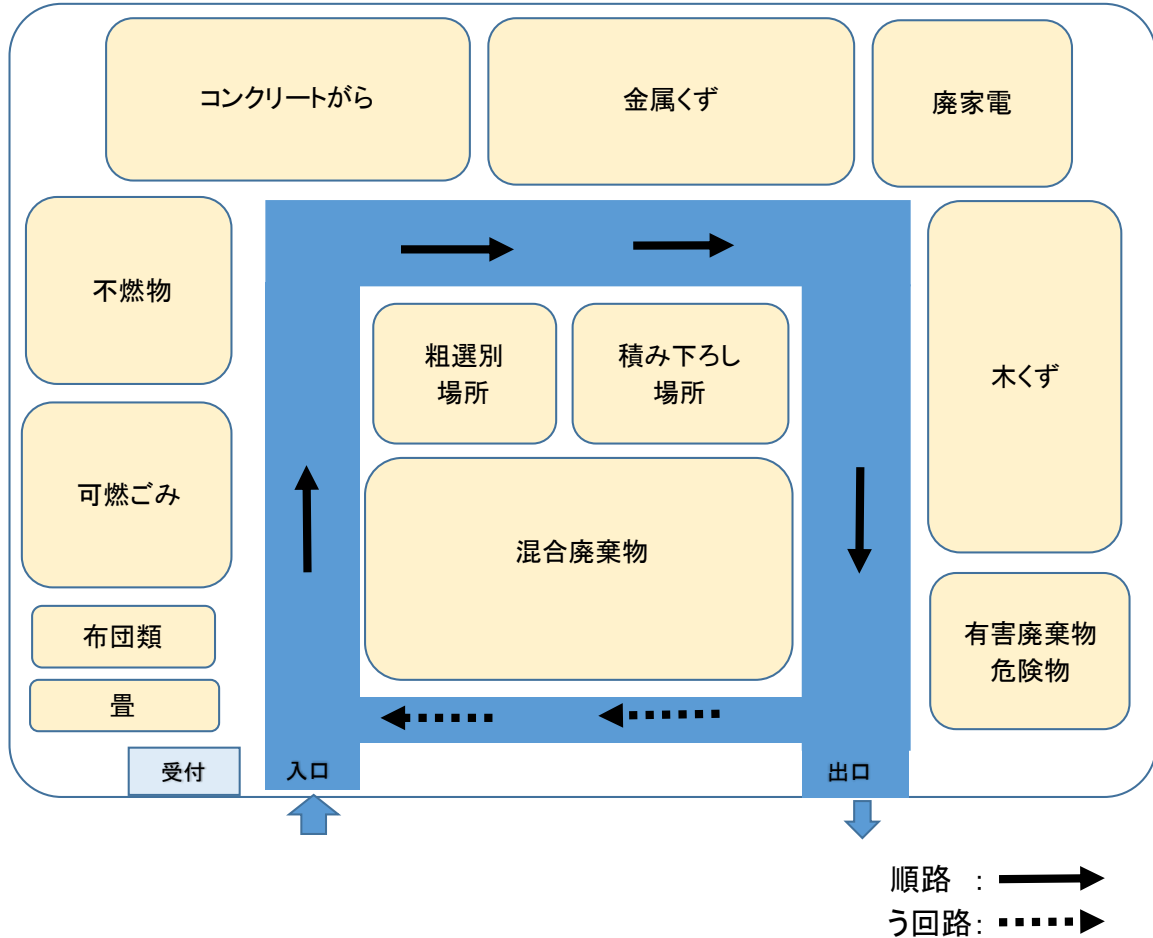 コンクリートがら
金属くず
廃家電
不燃物
粗選別
場所
積み下ろし
場所
木くず
可燃ごみ
混合廃棄物
布団類
有害廃棄物
危険物
畳
受付
入口
出口
順路 :
う回路: